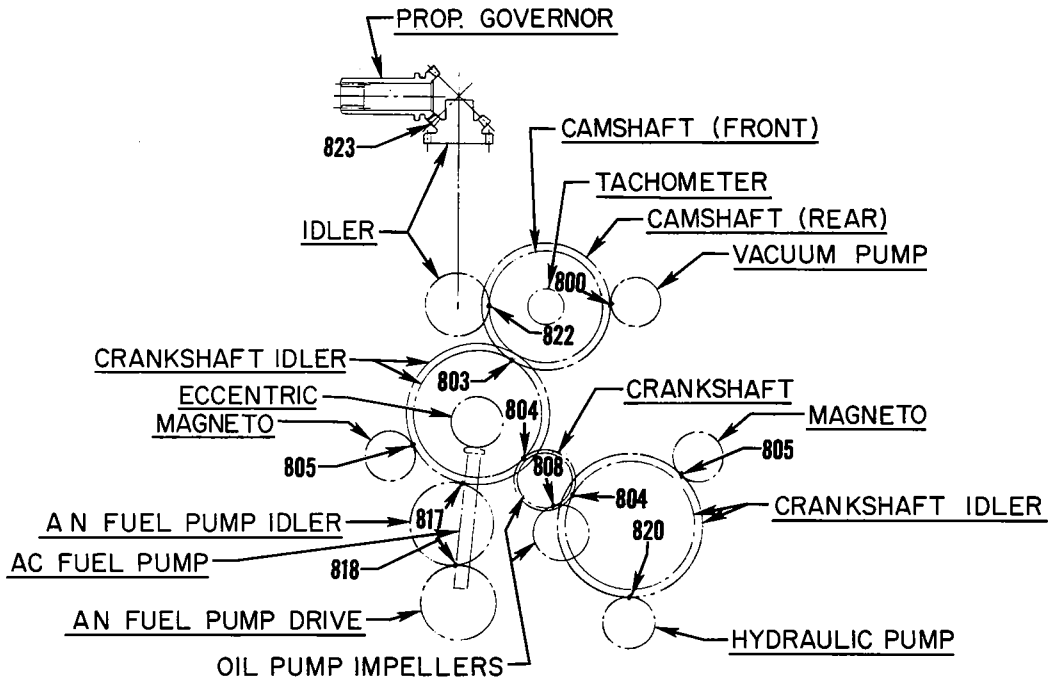 PROP. GOVERNOR
823
CAMSHAFT (FRONT)
TACHOMETER
CAMSHAFT (REAR)
IDLER
VACUUM PUMP
800
822
CRANKSHAFT IDLER
803
CRANKSHAFT
ECCENTRIC
804
MAGNETO
MAGNETO
805
808
805
804
CRANKSHAFT IDLER
AN FUEL PUMP IDLER
817
820
AC FUEL PUMP
818
AN FUEL PUMP DRIVE
HYDRAULIC PUMP
OIL PUMP IMPELLERS